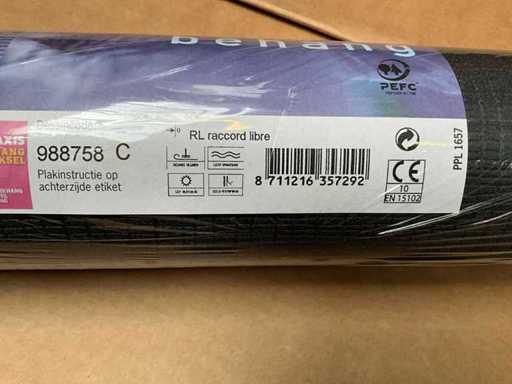 behang
PEFC
AXIS
988758 C
Plakinstructie op
achterzijde etiket
RL raccord libre
8 711216 357292
CE
10
EN 15102
PPL 1657